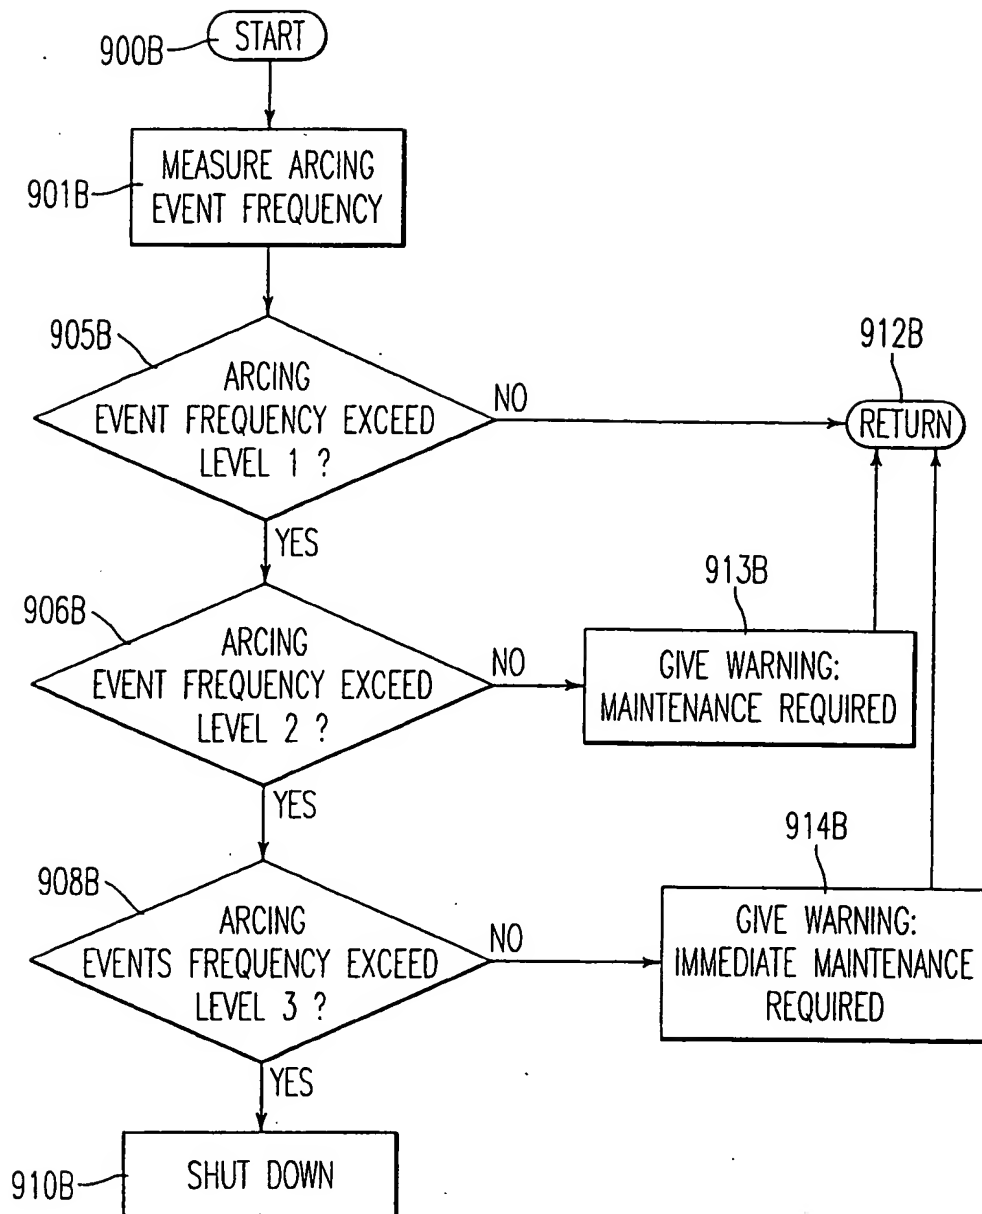 900B
START
901B
MEASURE ARCING
EVENT FREQUENCY
905B
ARCING
EVENT FREQUENCY EXCEED
LEVEL 1 ?
NO
912B
RETURN
YES
906B
ARCING
EVENT FREQUENCY EXCEED
LEVEL 2 ?
NO
913B
GIVE WARNING:
MAINTENANCE REQUIRED
YES
908B
ARCING
EVENTS FREQUENCY EXCEED
LEVEL 3 ?
NO
914B
GIVE WARNING:
IMMEDIATE MAINTENANCE
REQUIRED
YES
910B
SHUT DOWN